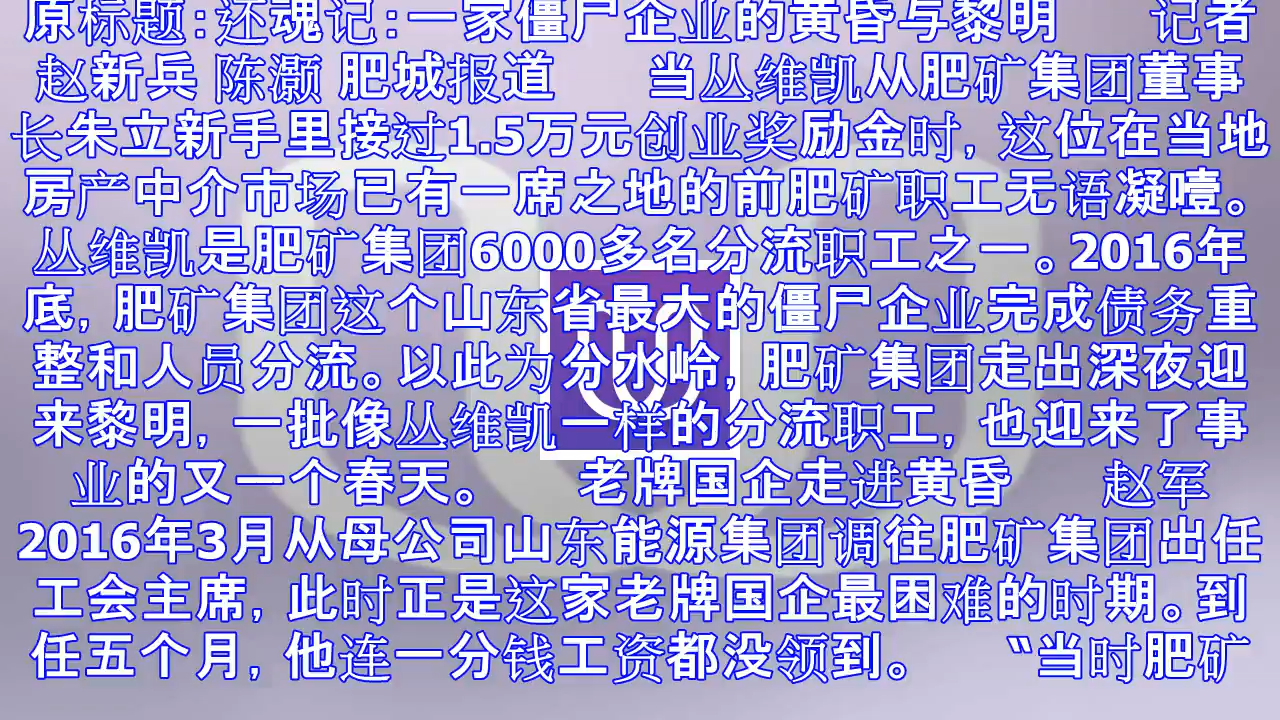 原标题:还魂记:一家僵尸企业的黄昏与黎明 记者
赵新兵 陈灏 肥城报道 当丛维凯从肥矿集团董事
长朱立新手里接过1.5万元创业奖励金时, 这位在当地
房产中介市场已有一席之地的前肥矿职工无语凝噎。
丛维凯是肥矿集团6000多名分流职工之一。2016年
底, 肥矿集团这个山东省最大的僵尸企业完成债务重
整和人员分流。以此为分水岭, 肥矿集团走出深夜迎
来黎明, 一批像丛维凯一样的分流职工, 也迎来了事
业的又一个春天。 老牌国企走进黄昏 赵军
2016年3月从母公司山东能源集团调往肥矿集团出任
工会主席, 此时正是这家老牌国企最困难的时期。到
任五个月, 他连一分钱工资都没领到。 “当时肥矿